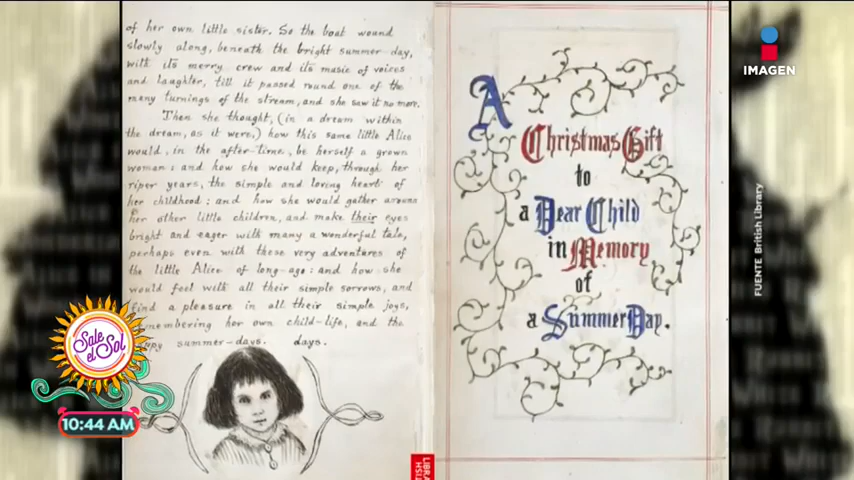 of her own little sister. So the boat wound
slowly along, beneath the bright summer-day,
with its merry crew and its music of voices
and laughter, till it passed round one of the
many turnings of the stream, and she saw it no more.
Then she thought, (in a dream within
the dream, as it were,) how this same little Alice
would, in the after-time, be herself a grown
woman: and how she would keep, through her
riper years, the simple and loving heart of
her childhood: and how she would gather around
her other little children, and make their eyes
bright and eager with many a wonderful tale,
perhaps even with these very adventures of
the little Alice of long-ago: and how she
would feel with all their simple sorrows, and
find a pleasure in all their simple joys,
remembering her own child-life, and the
summer-days. days.
A
Christmas Gift
to
a Dear Child
in Memory
of
a Summer Day.
IMAGEN
FUENTE British Library
Sale el Sol
10:44 AM